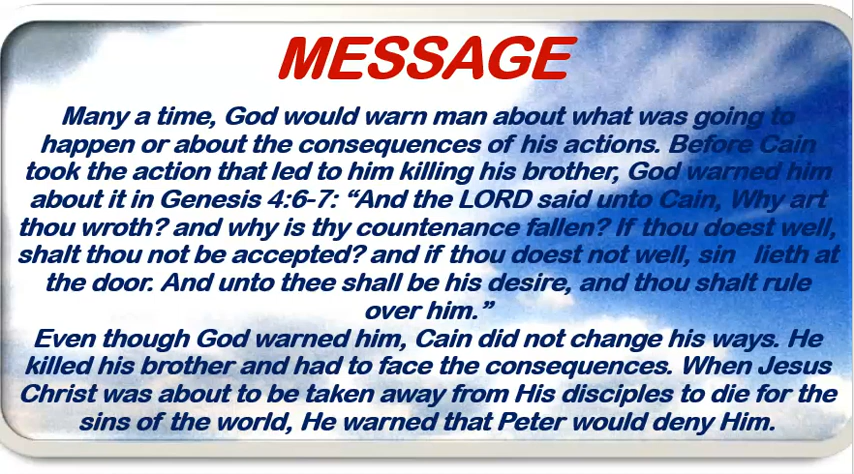 MESSAGE
Many a time, God would warn man about what was going to
happen or about the consequences of his actions. Before Cain
took the action that led to him killing his brother, God warned him
about it in Genesis 4:6-7: “And the LORD said unto Cain, Why art
thou wroth? and why is thy countenance fallen? If thou doest well,
shalt thou not be accepted? and if thou doest not well, sin lieth at
the door. And unto thee shall be his desire, and thou shalt rule
over him.”
Even though God warned him, Cain did not change his ways. He
killed his brother and had to face the consequences. When Jesus
Christ was about to be taken away from His disciples to die for the
sins of the world, He warned that Peter would deny Him.